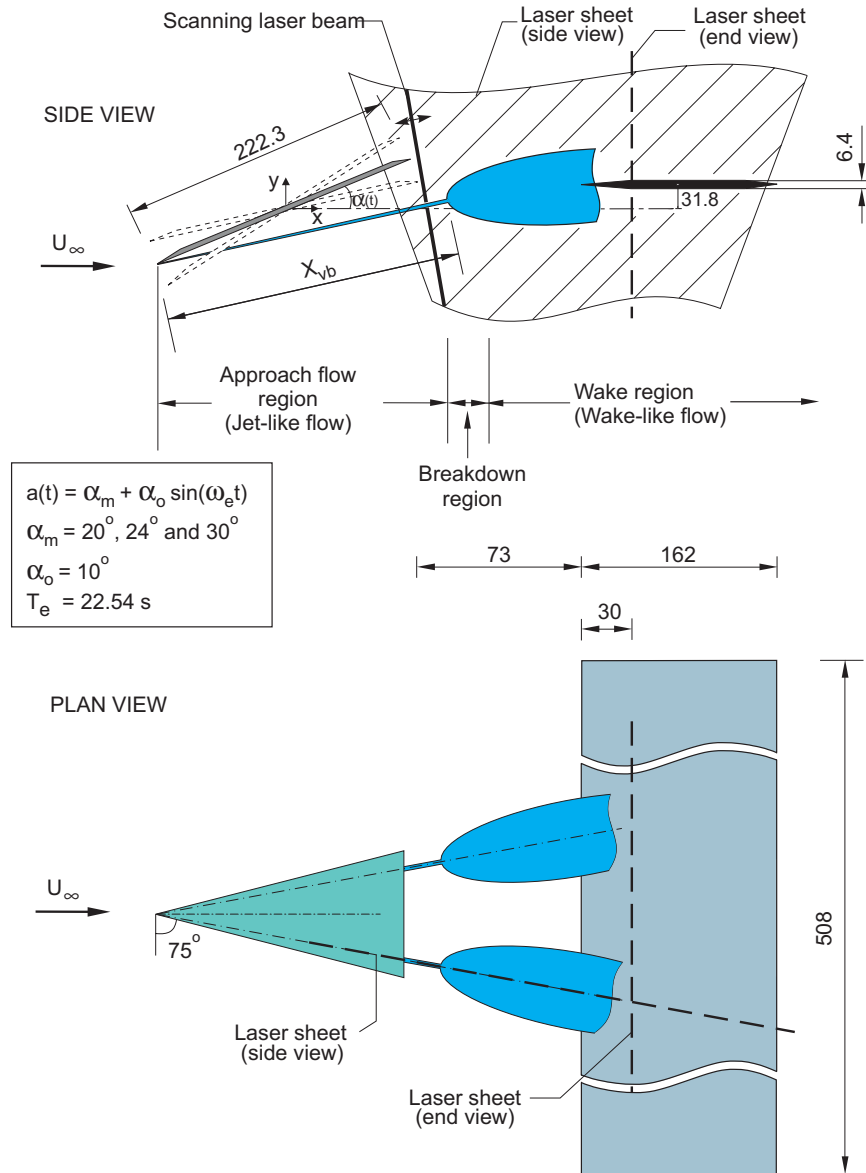 Scanning laser beam
Laser sheet
(side view)
Laser sheet
(end view)
SIDE VIEW
222.3
6.4
y
x
α(t)
31.8
U∞
Xvb
Approach flow
region
(Jet-like flow)
Wake region
(Wake-like flow)
Breakdown
region
a(t) = αm + αo sin(ωet)
αm = 20°, 24° and 30°
αo = 10°
Te = 22.54 s
73
162
30
PLAN VIEW
U∞
75°
508
Laser sheet
(side view)
Laser sheet
(end view)